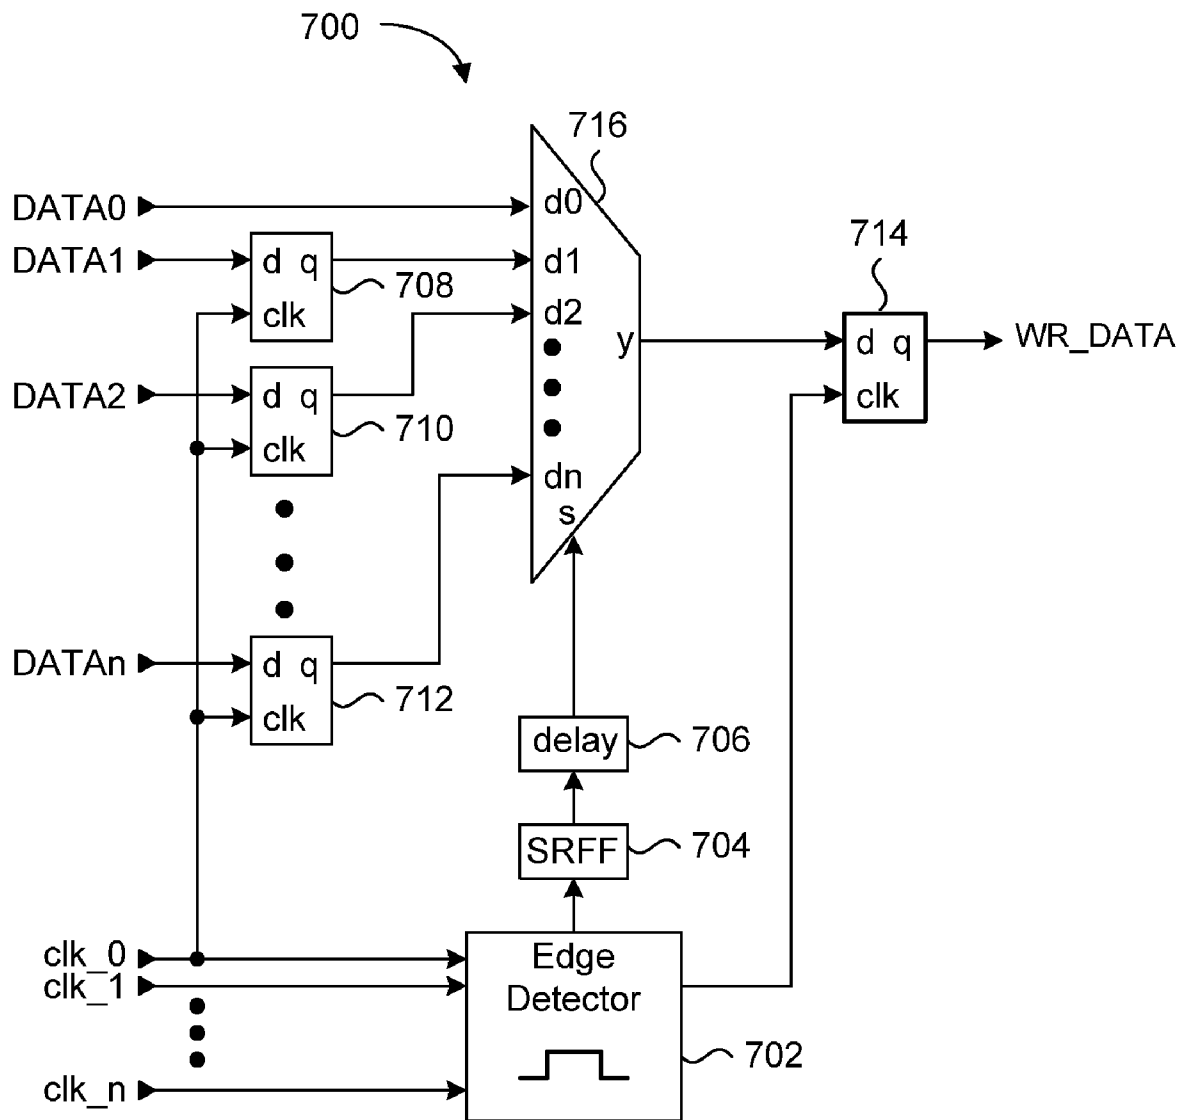 700
716
DATA0
d0
714
DATA1
d q
d1
708
clk
d2
y
d q
WR_DATA
DATA2
d q
clk
710
clk
dn
s
DATAn
d q
712
clk
delay
706
SRFF
704
clk_0
Edge
clk_1
Detector
702
clk_n